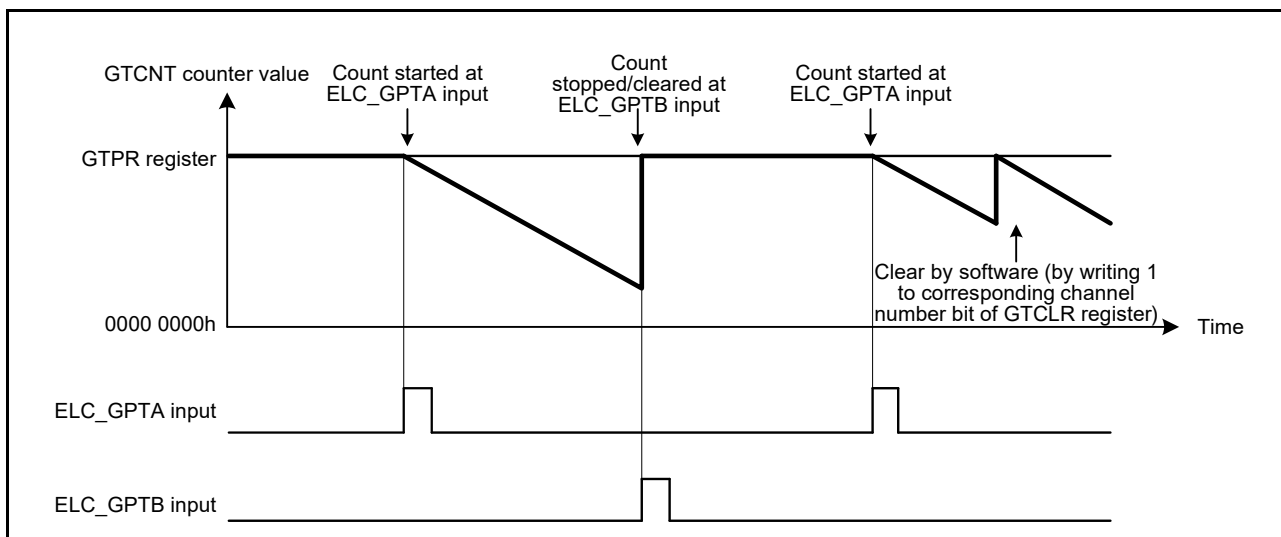 GTCNT counter value
Count started at
ELC_GPTA input
Count
stopped/cleared at
ELC_GPTB input
Count started at
ELC_GPTA input
GTPR register
Clear by software (by writing 1
to corresponding channel
number bit of GTCLR register)
0000 0000h
Time
ELC_GPTA input
ELC_GPTB input